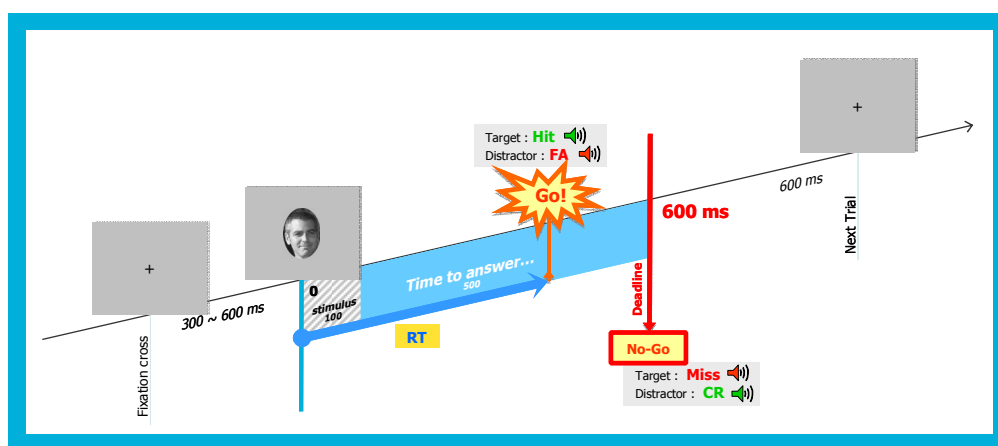 Target : Hit
Distractor : FA
Go!
600 ms
600 ms
Next Trial
Time to answer...
500
0
stimulus
100
300 ~ 600 ms
RT
Deadline
Fixation cross
No-Go
Target : Miss
Distractor : CR